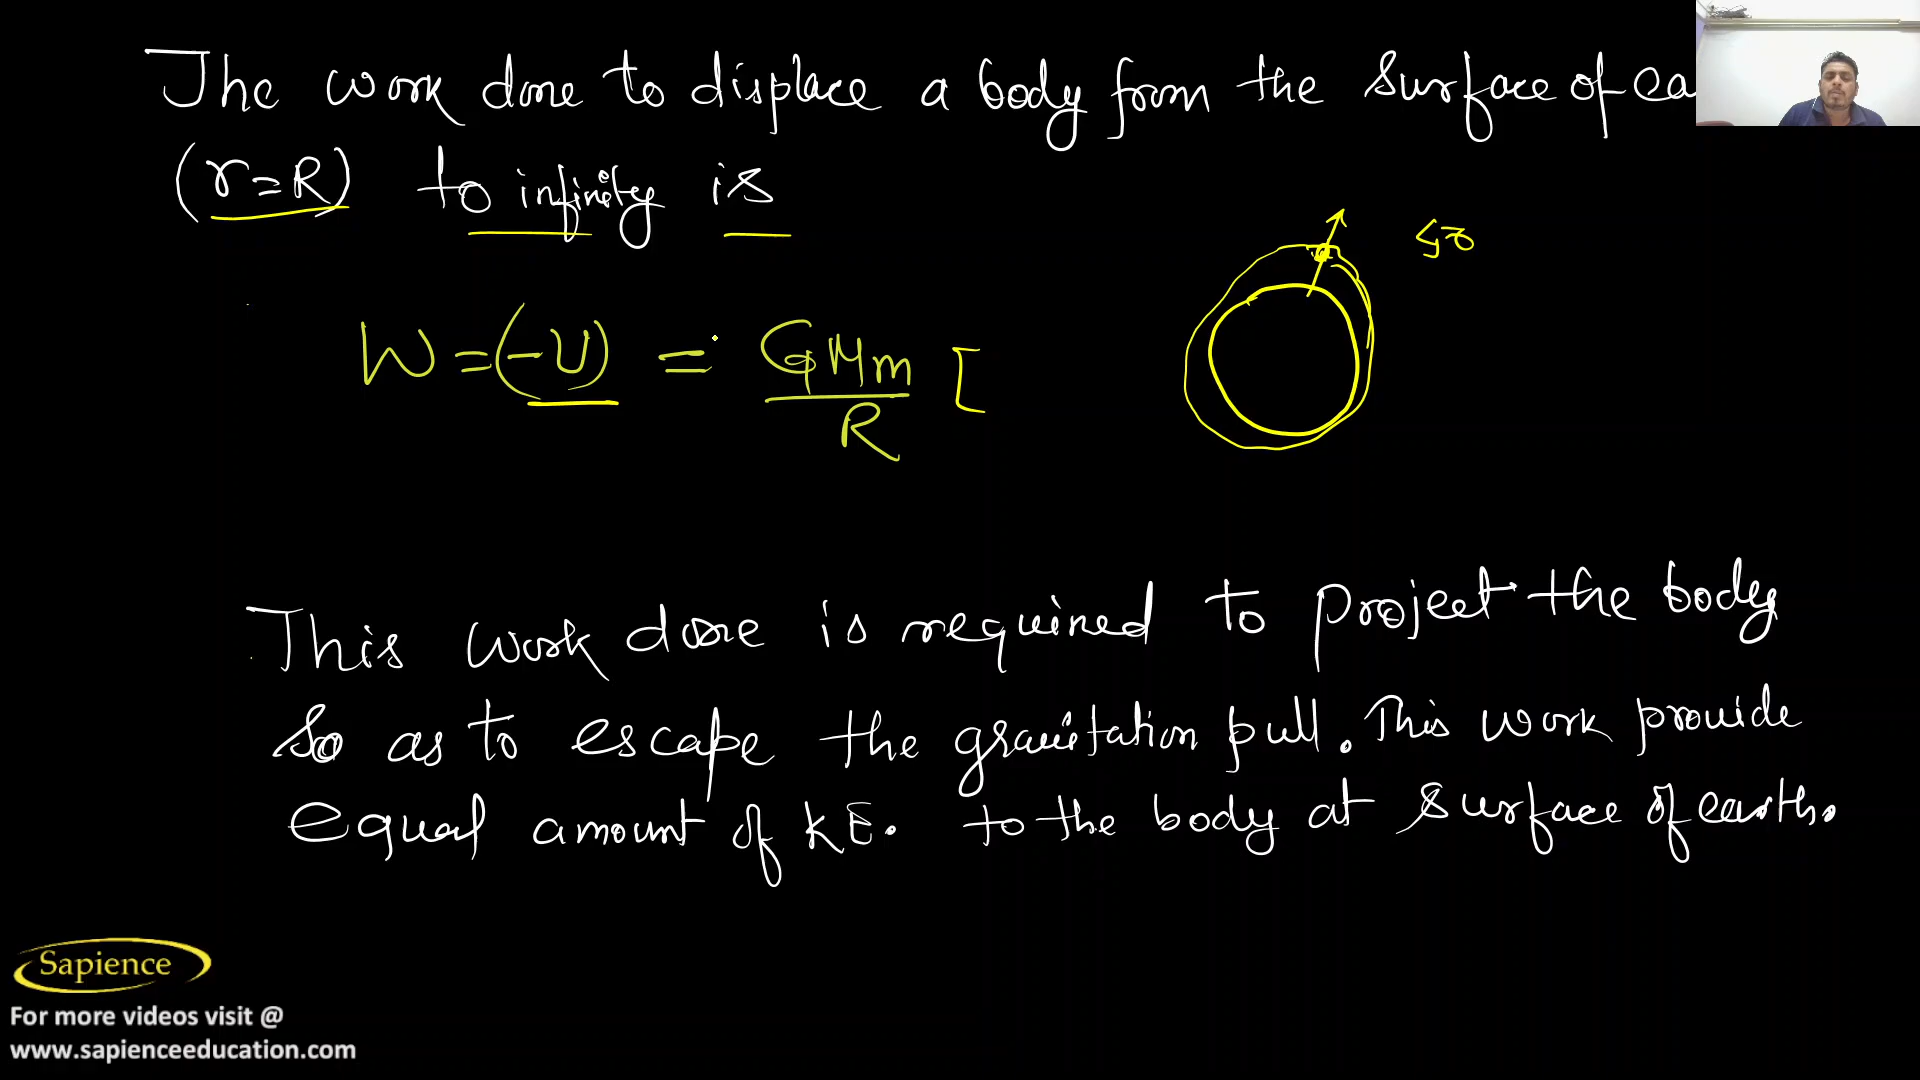 The work done to displace a body from the surface of ea
(r=R) to infinity is
W = (-U) = GMm/R [
This work done is required to project the body
So as to escape the gravitation pull. This work provide
equal amount of KE. to the body at surface of earth.
Sapience
For more videos visit @
www.sapienceeducation.com